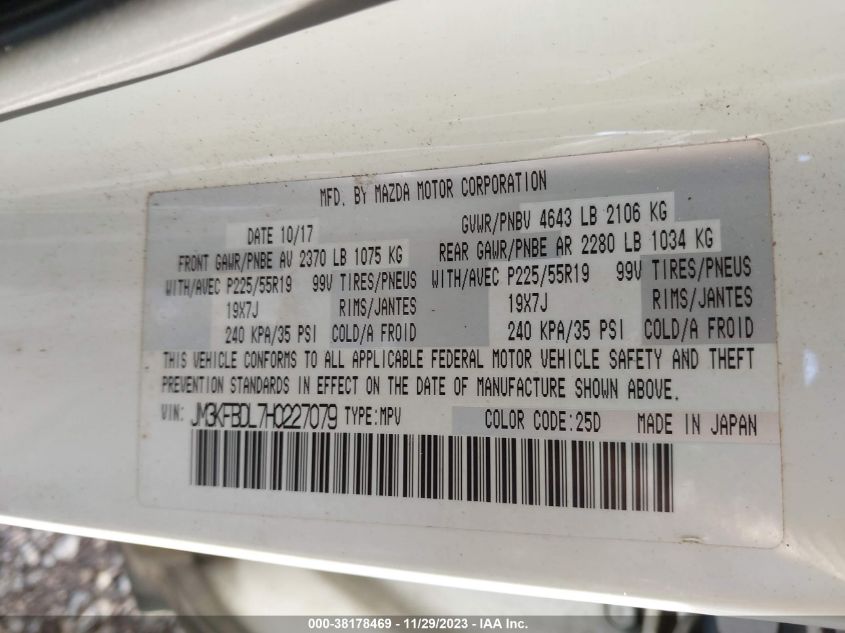 MFD. BY MAZDA MOTOR CORPORATION
DATE 10/17 GVWR/PNBV 4643 LB 2106 KG
FRONT GAWR/PNBE AV 2370 LB 1075 KG REAR GAWR/PNBE AR 2280 LB 1034 KG
WITH/AVEC P225/55R19 99V TIRES/PNEUS WITH/AVEC P225/55R19 99V TIRES/PNEUS
19X7J RIMS/JANTES 19X7J RIMS/JANTES
240 KPA/35 PSI COLD/A FROID 240 KPA/35 PSI COLD/A FROID
THIS VEHICLE CONFORMS TO ALL APPLICABLE FEDERAL MOTOR VEHICLE SAFETY AND THEFT
PREVENTION STANDARDS IN EFFECT ON THE DATE OF MANUFACTURE SHOWN ABOVE.
VIN: JM3KFBDL7H0227079 TYPE:MPV COLOR CODE:25D MADE IN JAPAN
000-38178469 - 11/29/2023 - IAA Inc.